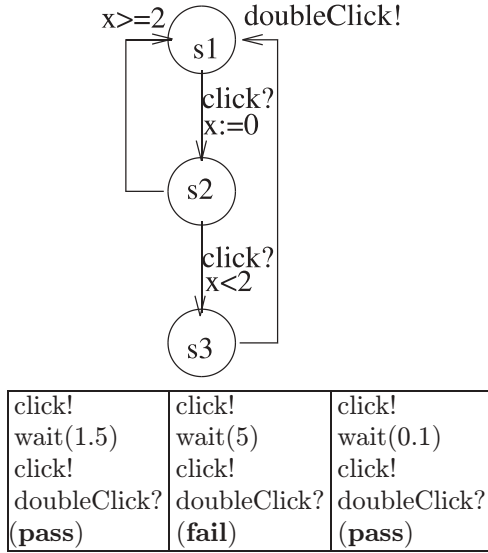 x>=2 doubleClick!
s1
click?
x:=0
s2
click?
x<2
s3
click!
wait(1.5)
click!
doubleClick?
(pass)
click!
wait(5)
click!
doubleClick?
(fail)
click!
wait(0.1)
click!
doubleClick?
(pass)